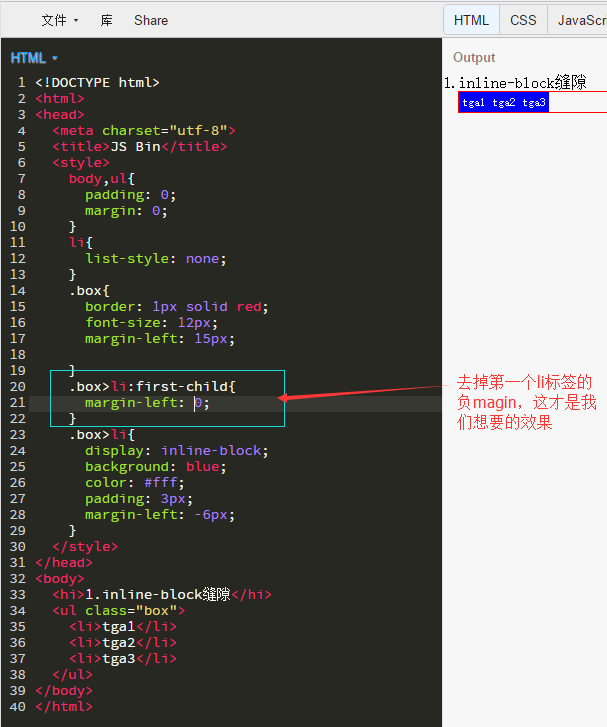 文件 库 Share HTML CSS JavaScri
HTML
Output
1 <!DOCTYPE html>
2 <html>
3 <head>
4 <meta charset="utf-8">
5 <title>JS Bin</title>
6 <style>
7 body,ul{
8 padding: 0;
9 margin: 0;
10 }
11 li{
12 list-style: none;
13 }
14 .box{
15 border: 1px solid red;
16 font-size: 12px;
17 margin-left: 15px;
18
19 }
20 .box>li:first-child{
21 margin-left: 0;
22 }
23 .box>li{
24 display: inline-block;
25 background: blue;
26 color: #fff;
27 padding: 3px;
28 margin-left: -6px;
29 }
30 </style>
31 </head>
32 <body>
33 <hi>1.inline-block缝隙</hi>
34 <ul class="box">
35 <li>tga1</li>
36 <li>tga2</li>
37 <li>tga3</li>
38 </ul>
39 </body>
40 </html>
1.inline-block缝隙
tga1 tga2 tga3
去掉第一个li标签的
负magin，这才是我
们想要的效果